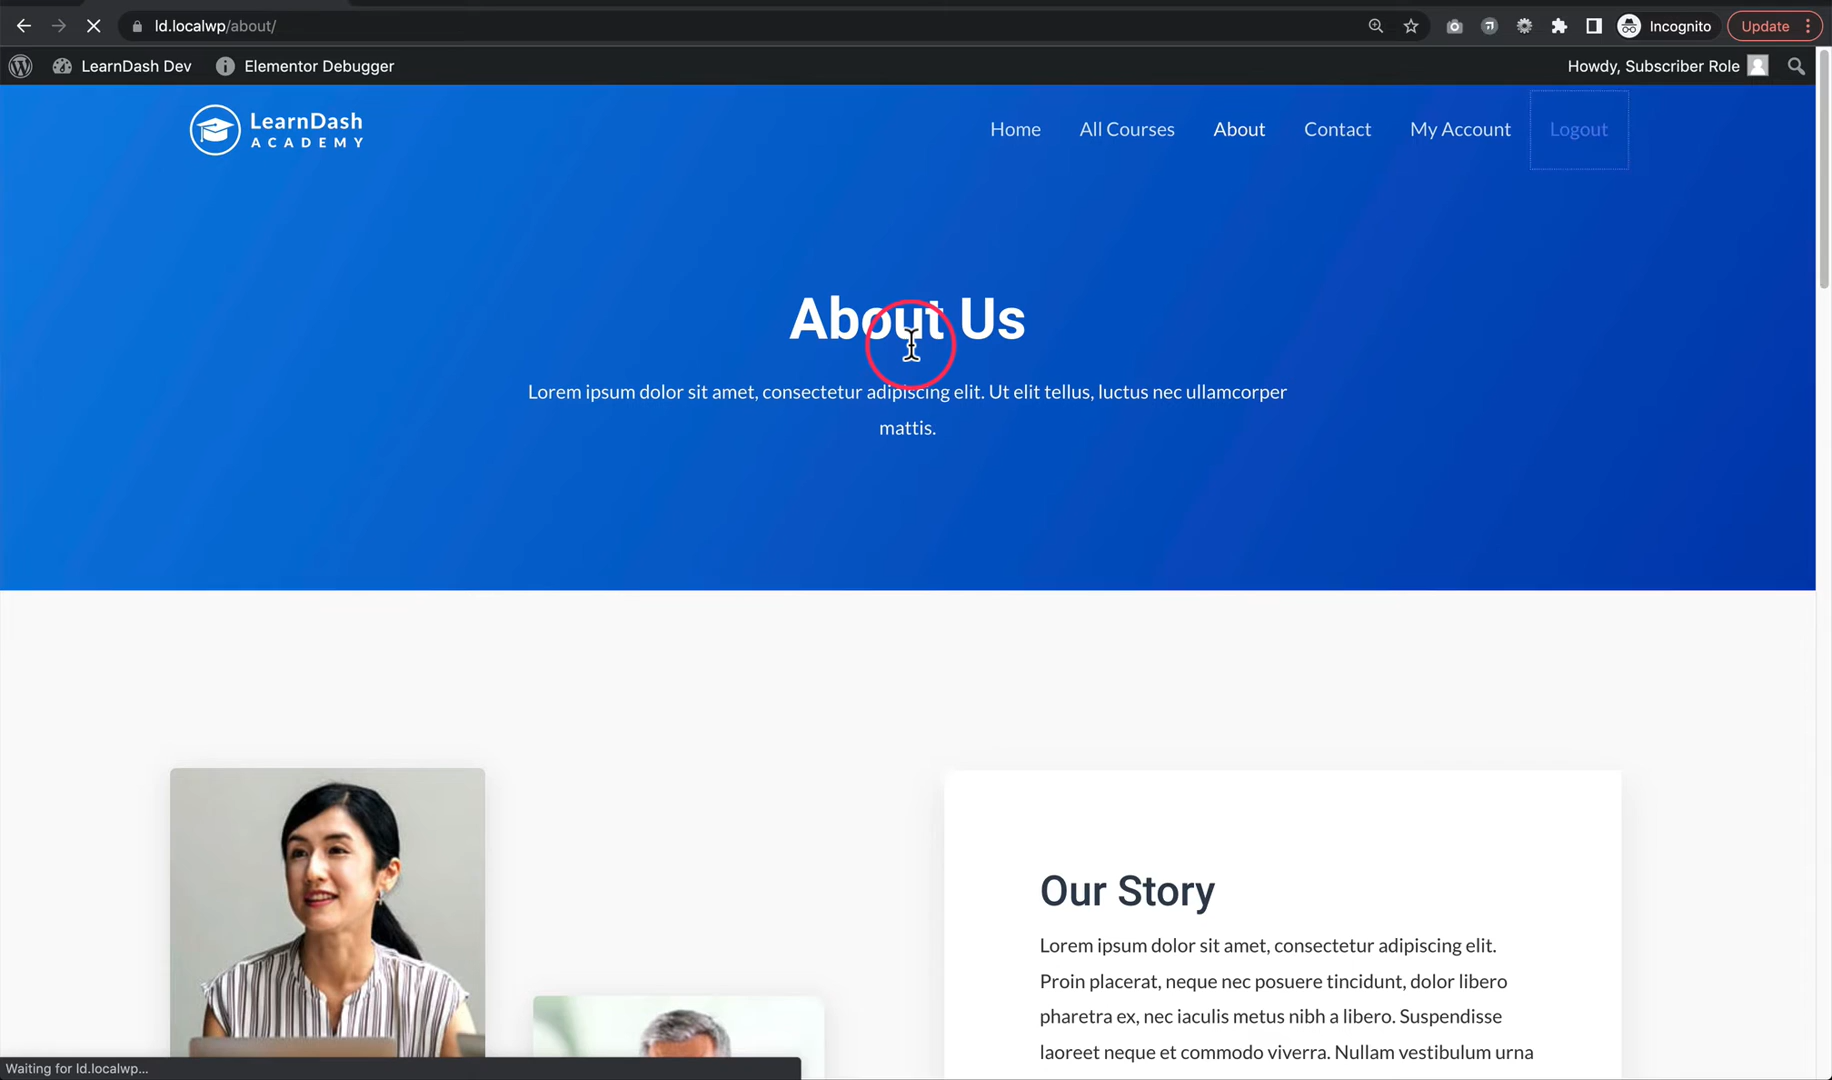 ld.localwp/about/
Incognito
Update
LearnDash Dev
Elementor Debugger
Howdy, Subscriber Role
LearnDash
ACADEMY
Home
All Courses
About
Contact
My Account
Logout
About Us
Lorem ipsum dolor sit amet, consectetur adipiscing elit. Ut elit tellus, luctus nec ullamcorper
mattis.
Our Story
Lorem ipsum dolor sit amet, consectetur adipiscing elit.
Proin placerat, neque nec posuere tincidunt, dolor libero
pharetra ex, nec iaculis metus nibh a libero. Suspendisse
laoreet neque et commodo viverra. Nullam vestibulum urna
Waiting for ld.localwp...